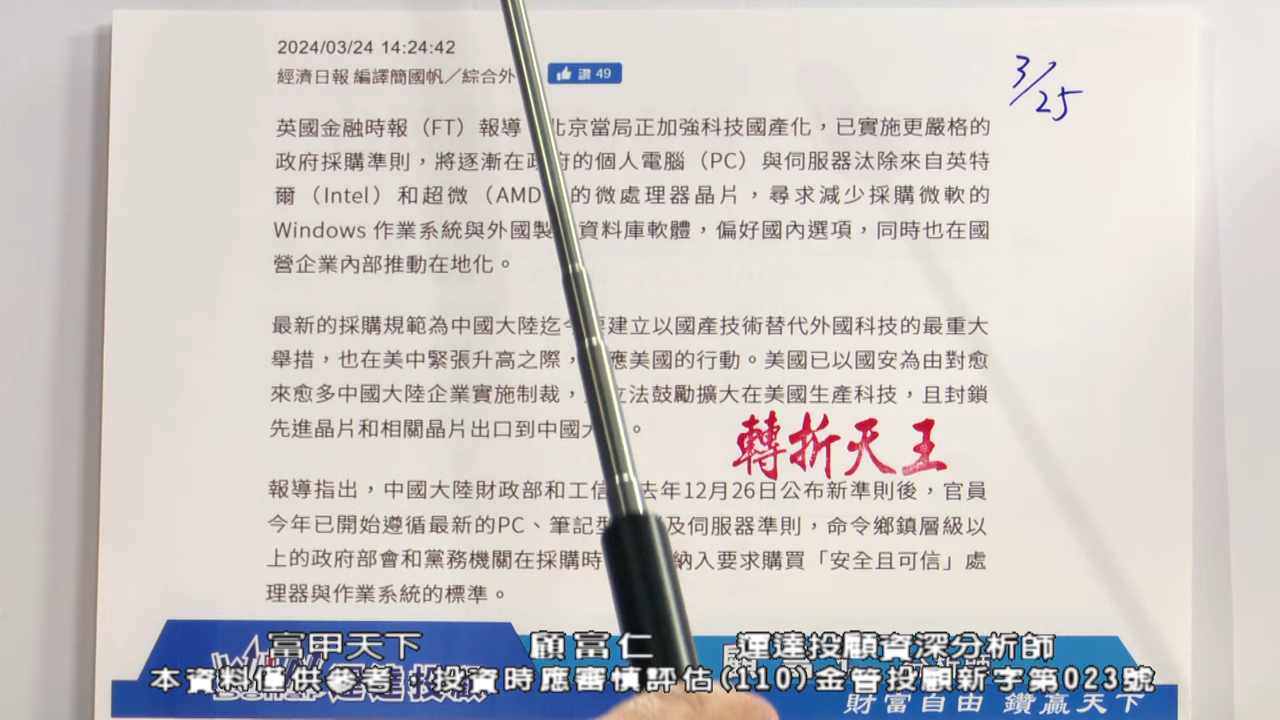 2024/03/24 14:24:42
經濟日報 編譯簡國帆／綜合外
讚 49
3/25
英國金融時報（FT）報導 北京當局正加強科技國產化，已實施更嚴格的
政府採購準則，將逐漸在政府的個人電腦（PC）與伺服器汰除來自英特
爾（Intel）和超微（AMD 的微處理器晶片，尋求減少採購微軟的
Windows 作業系統與外國製 資料庫軟體，偏好國內選項，同時也在國
營企業內部推動在地化。
最新的採購規範為中國大陸迄今 建立以國產技術替代外國科技的最重大
舉措，也在美中緊張升高之際， 應美國的行動。美國已以國安為由對愈
來愈多中國大陸企業實施制裁， 立法鼓勵擴大在美國生產科技，且封鎖
先進晶片和相關晶片出口到中國大 。
轉折天王
報導指出，中國大陸財政部和工信 去年12月26日公布新準則後，官員
今年已開始遵循最新的PC、筆記型 及伺服器準則，命令鄉鎮層級以
上的政府部會和黨務機關在採購時 納入要求購買「安全且可信」處
理器與作業系統的標準。
富甲天下 顧富仁 運達投顧資深分析師
本資料僅供參考，投資時應審慎評估(110)金管投顧新字第023號
財富自由 鑽贏天下